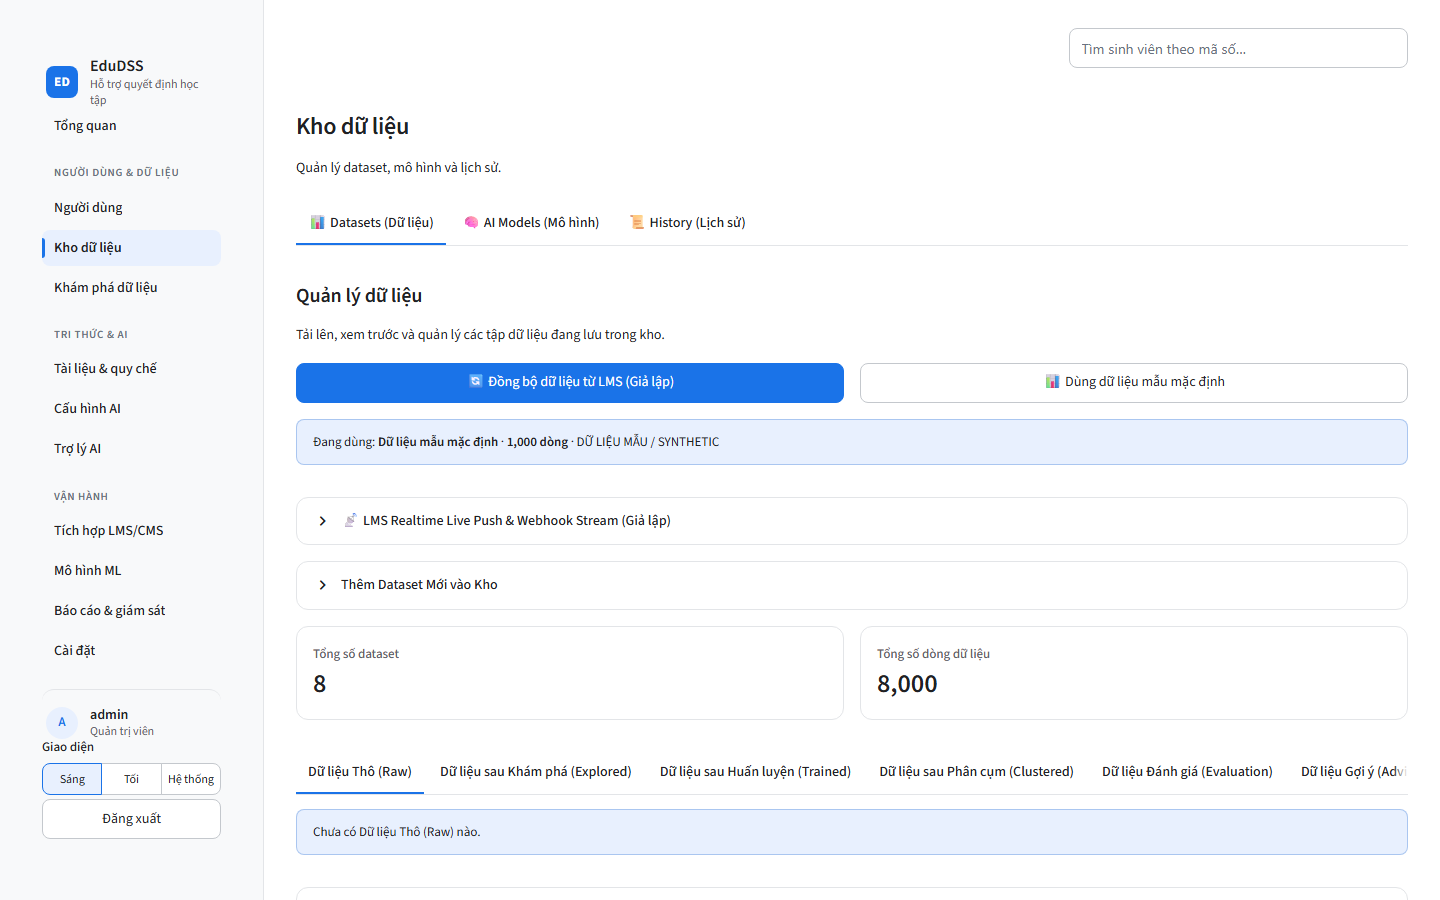 ED
EduDSS
Hỗ trợ quyết định học
tập
Tổng quan
NGƯỜI DÙNG & DỮ LIỆU
Người dùng
Kho dữ liệu
Khám phá dữ liệu
TRI THỨC & AI
Tài liệu & quy chế
Cấu hình AI
Trợ lý AI
VẬN HÀNH
Tích hợp LMS/CMS
Mô hình ML
Báo cáo & giám sát
Cài đặt
A
admin
Quản trị viên
Giao diện
Sáng Tối Hệ thống
Đăng xuất
Tìm sinh viên theo mã số...
Kho dữ liệu
Quản lý dataset, mô hình và lịch sử.
Datasets (Dữ liệu) AI Models (Mô hình) History (Lịch sử)
Quản lý dữ liệu
Tải lên, xem trước và quản lý các tập dữ liệu đang lưu trong kho.
Đồng bộ dữ liệu từ LMS (Giả lập) Dùng dữ liệu mẫu mặc định
Đang dùng: Dữ liệu mẫu mặc định · 1,000 dòng · DỮ LIỆU MẪU / SYNTHETIC
LMS Realtime Live Push & Webhook Stream (Giả lập)
Thêm Dataset Mới vào Kho
Tổng số dataset
8
Tổng số dòng dữ liệu
8,000
Dữ liệu Thô (Raw) Dữ liệu sau Khám phá (Explored) Dữ liệu sau Huấn luyện (Trained) Dữ liệu sau Phân cụm (Clustered) Dữ liệu Đánh giá (Evaluation) Dữ liệu Gợi ý (Advi
Chưa có Dữ liệu Thô (Raw) nào.